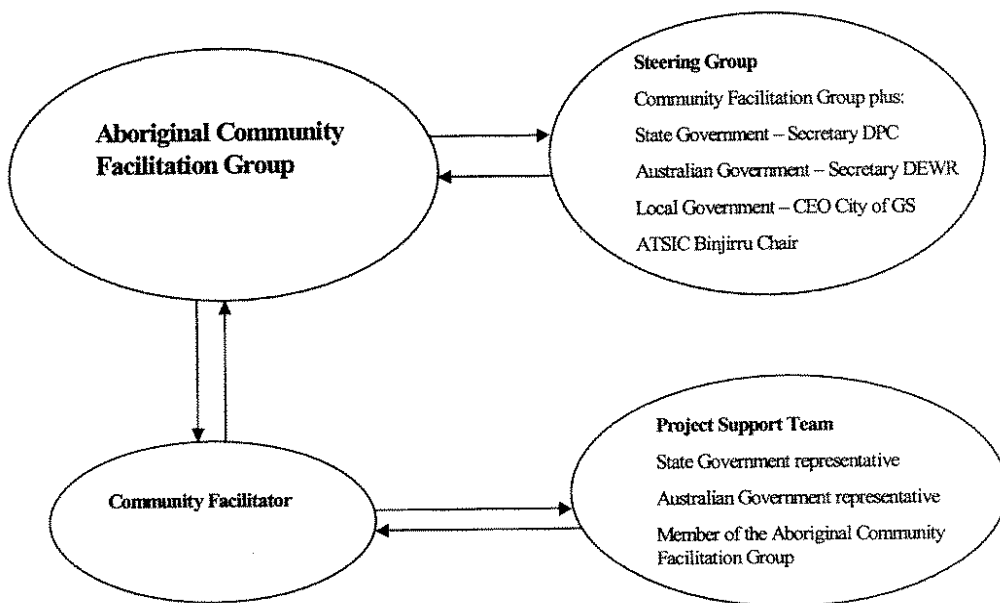 Aboriginal Community
Facilitation Group
Steering Group
Community Facilitation Group plus:
State Government – Secretary DPC
Australian Government – Secretary DEWR
Local Government – CEO City of GS
ATSIC Binjirru Chair
Community Facilitator
Project Support Team
State Government representative
Australian Government representative
Member of the Aboriginal Community
Facilitation Group